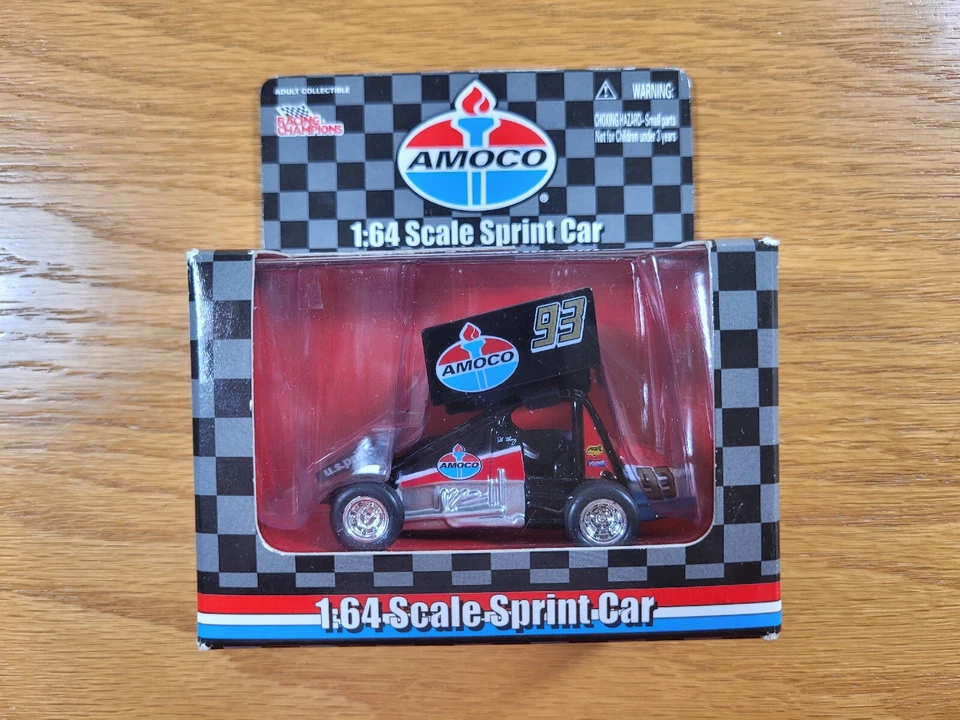 ADULT COLLECTIBLE
RACING
CHAMPIONS
AMOCO
®
WARNING:
CHOKING HAZARD-Small parts
Not for Children under 3 years
1:64 Scale Sprint Car
93
AMOCO
AMOCO
93
1:64 Scale Sprint Car